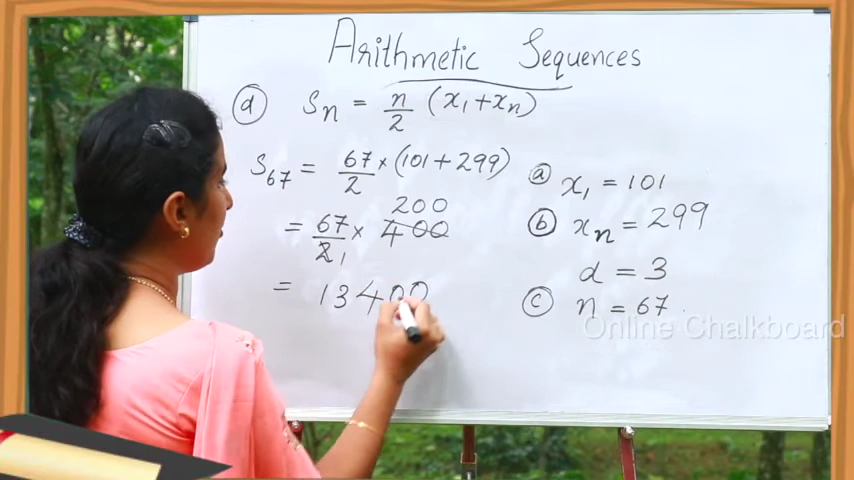 Arithmetic Sequences
(d) Sn = n/2 (x1 + xn)
S67 = 67/2 × (101 + 299)
200
= 67/2 1 × 400
= 13400
(a) x1 = 101
(b) xn = 299
d = 3
(c) n = 67
Online Chalkboard